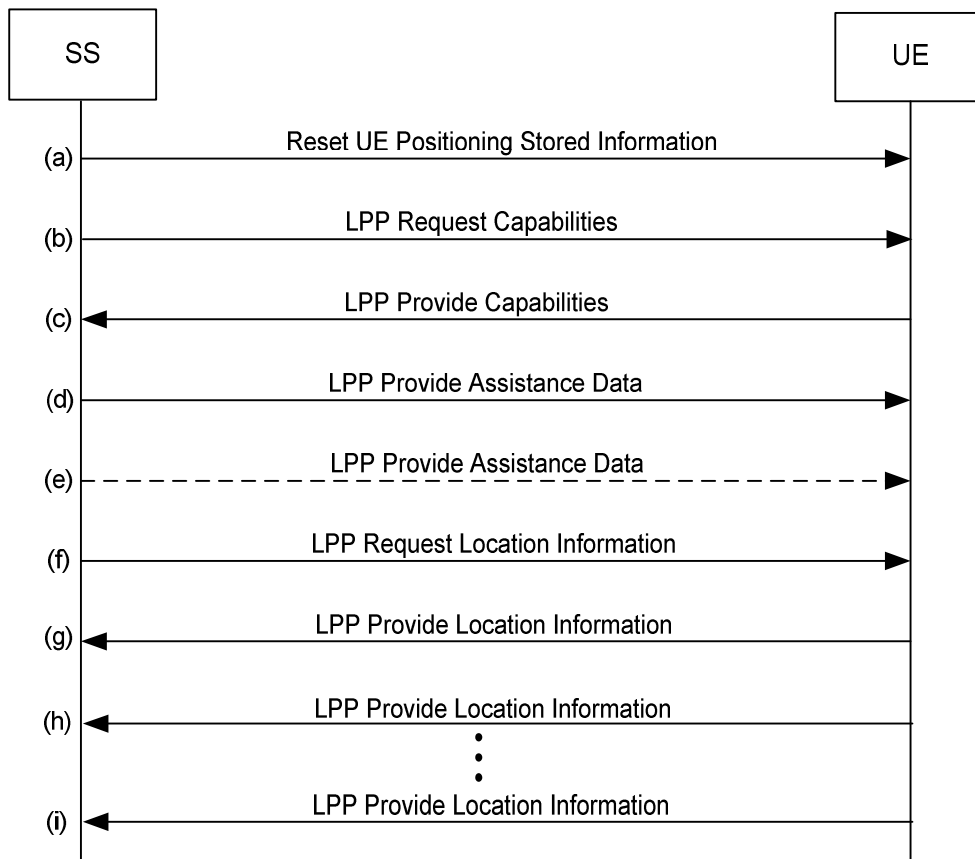 SS
UE
(a) Reset UE Positioning Stored Information
(b) LPP Request Capabilities
(c) LPP Provide Capabilities
(d) LPP Provide Assistance Data
(e) LPP Provide Assistance Data
(f) LPP Request Location Information
(g) LPP Provide Location Information
(h) LPP Provide Location Information
(i) LPP Provide Location Information